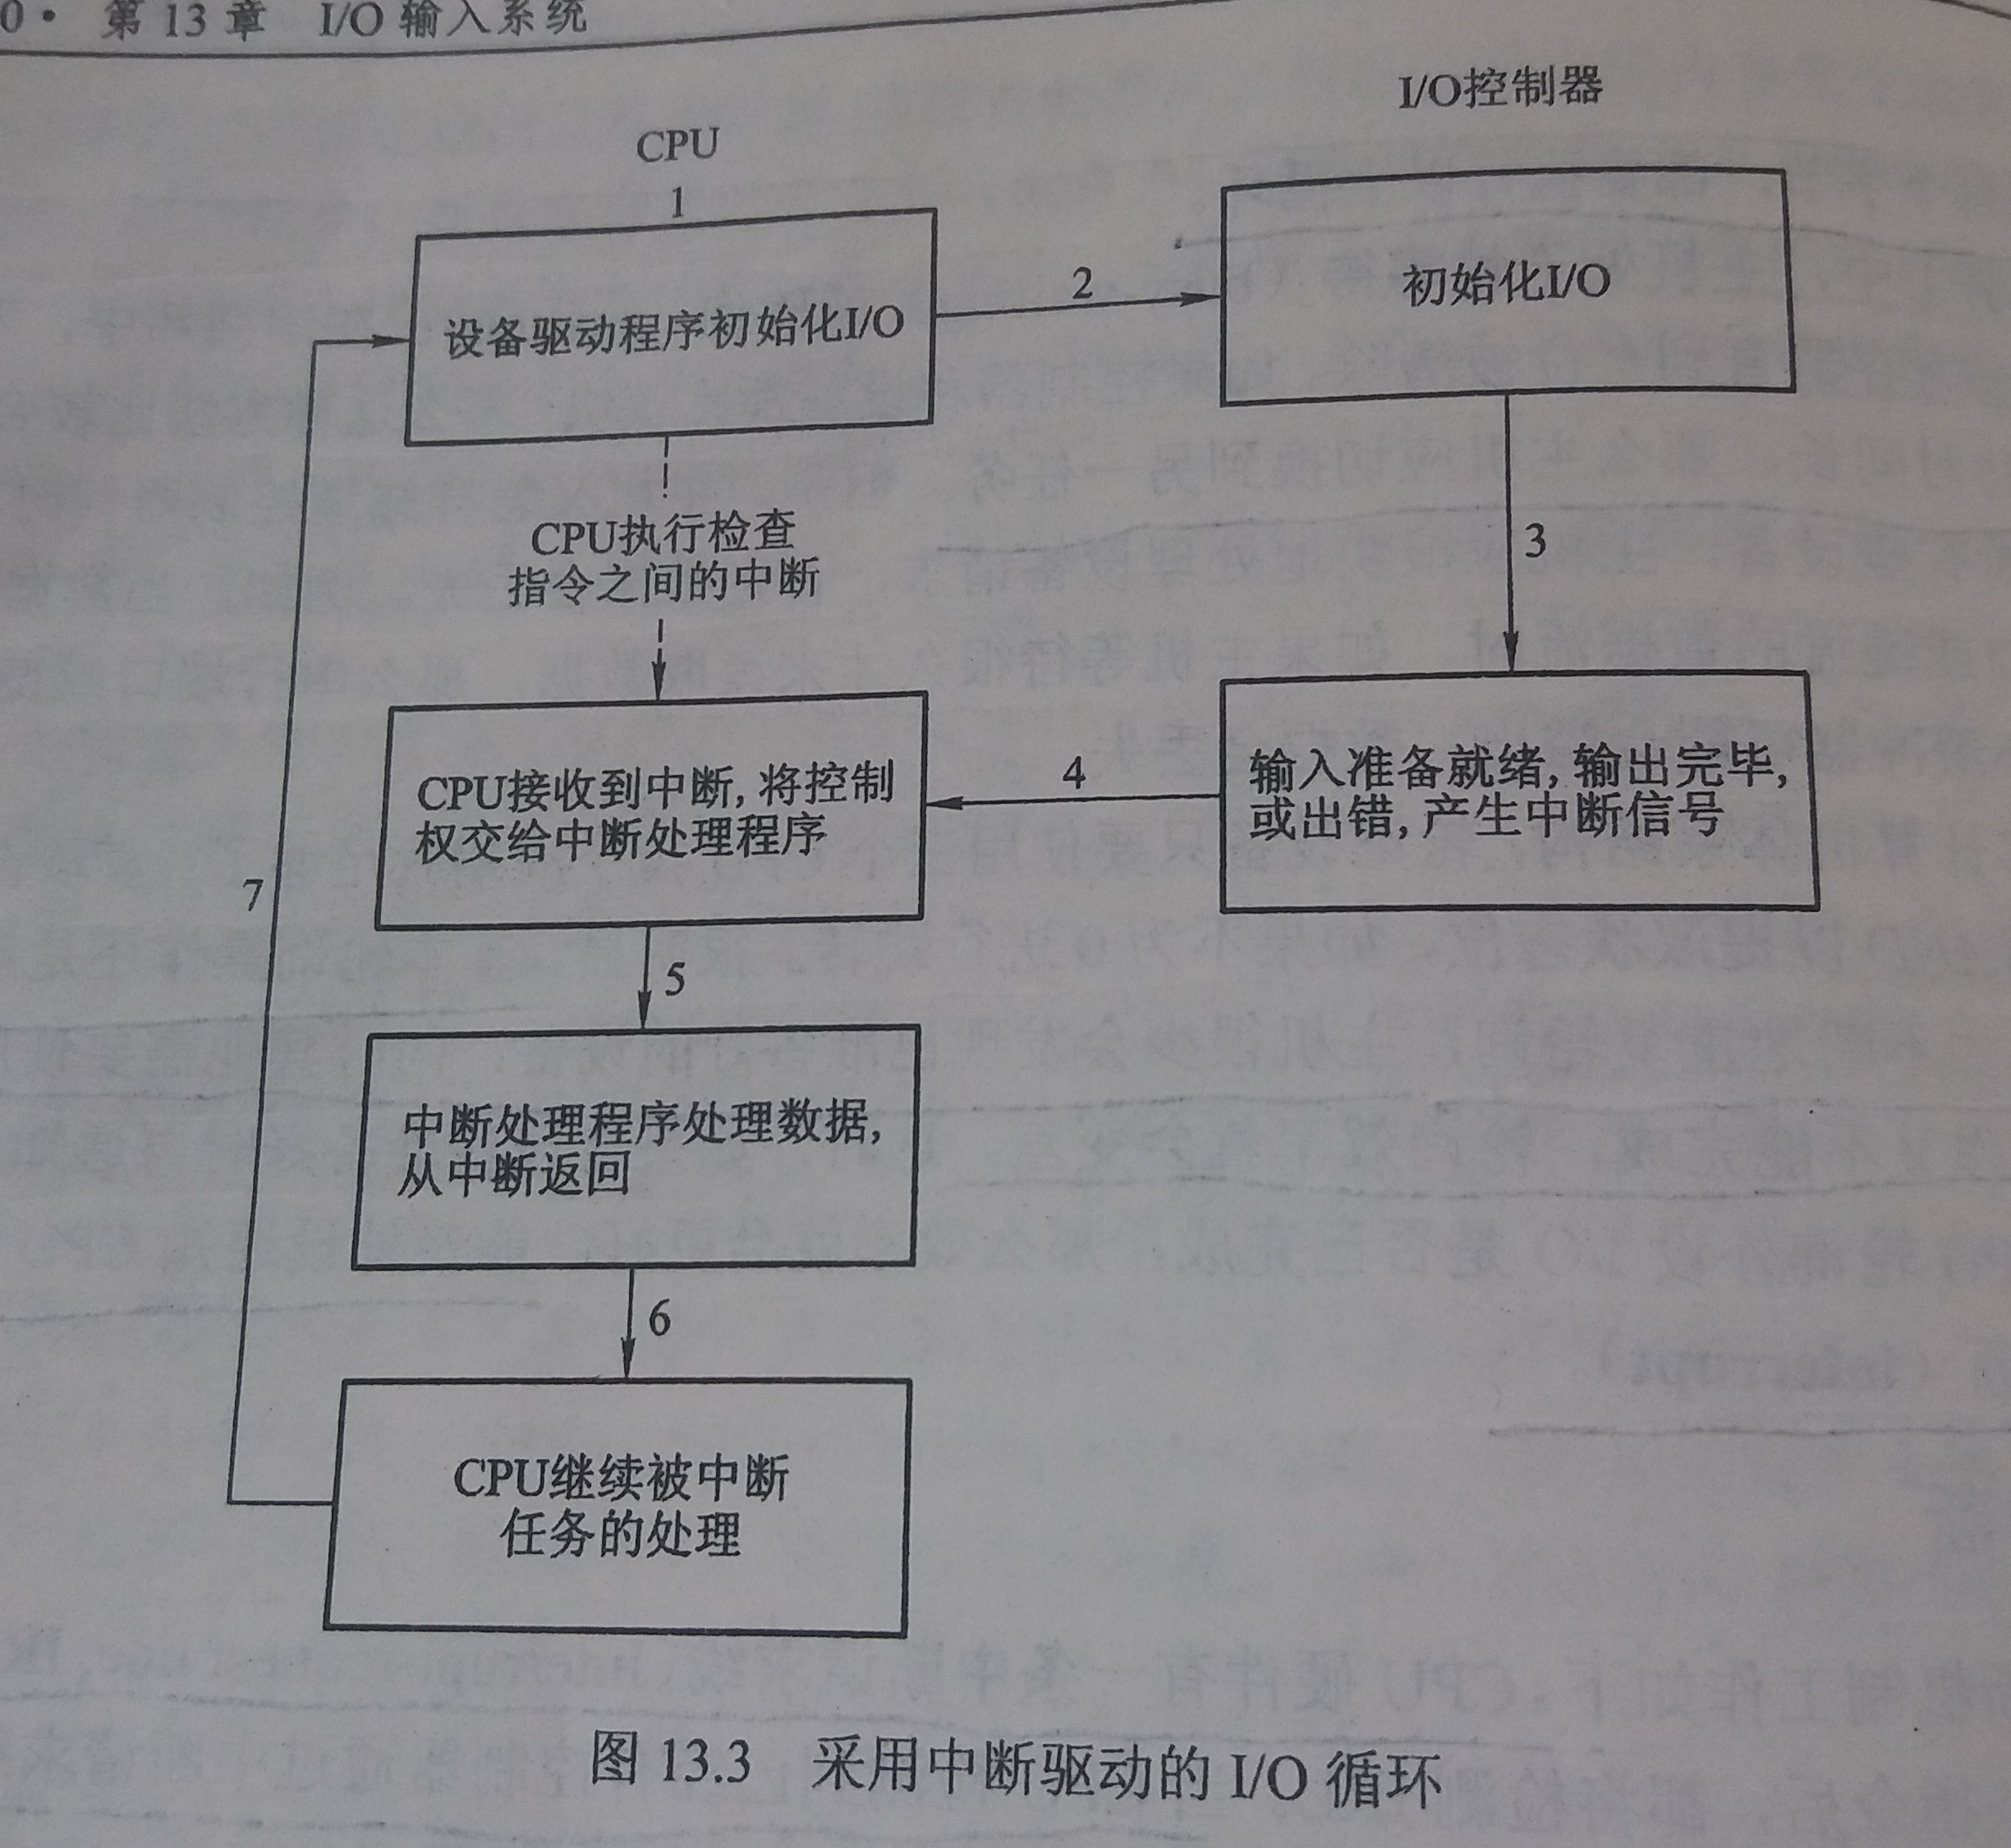 0 · 第 13 章 I/O 输入系统
I/O控制器
CPU
1
设备驱动程序初始化I/O
2
初始化I/O
CPU执行检查
指令之间的中断
3
CPU接收到中断, 将控制
权交给中断处理程序
4
输入准备就绪, 输出完毕,
或出错, 产生中断信号
7
5
中断处理程序处理数据,
从中断返回
6
CPU继续被中断
任务的处理
图 13.3 采用中断驱动的 I/O 循环